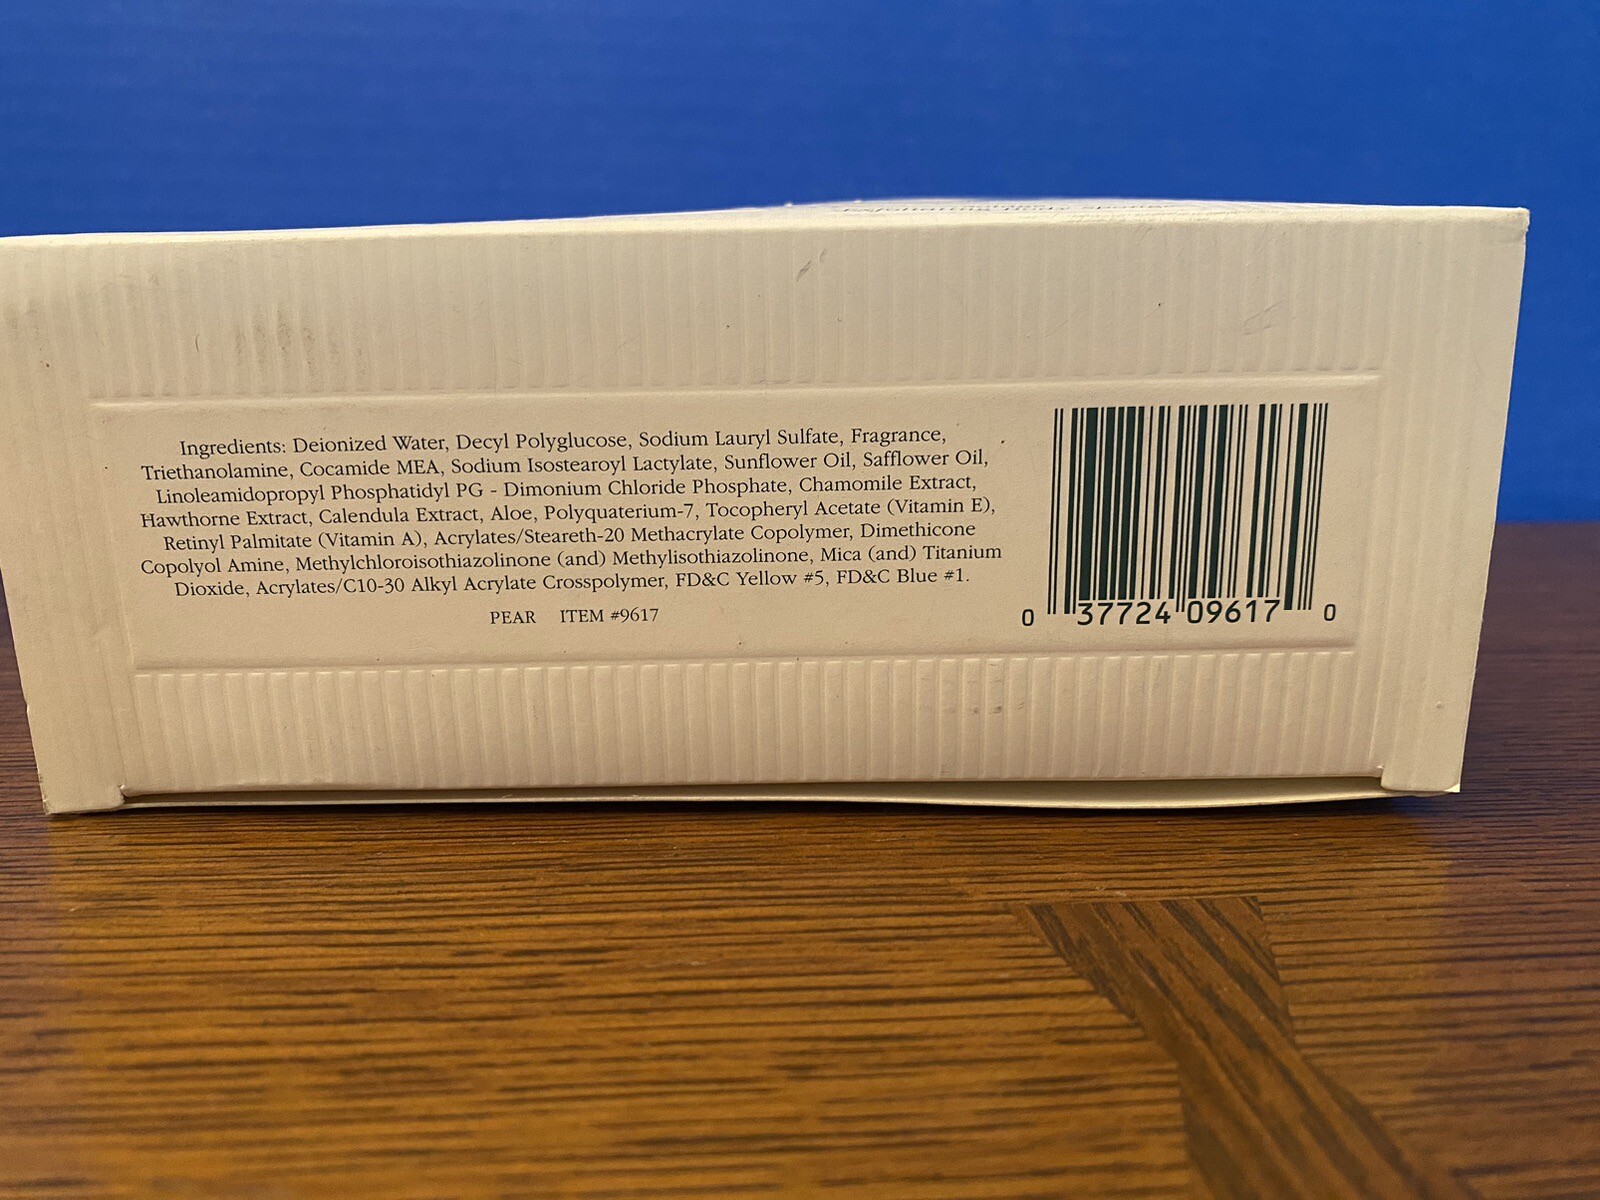 Ingredients: Deionized Water, Decyl Polyglucose, Sodium Lauryl Sulfate, Fragrance,
Triethanolamine, Cocamide MEA, Sodium Isostearoyl Lactylate, Sunflower Oil, Safflower Oil,
Linoleamidopropyl Phosphatidyl PG - Dimonium Chloride Phosphate, Chamomile Extract,
Hawthorne Extract, Calendula Extract, Aloe, Polyquaterium-7, Tocopheryl Acetate (Vitamin E),
Retinyl Palmitate (Vitamin A), Acrylates/Steareth-20 Methacrylate Copolymer, Dimethicone
Copolyol Amine, Methylchloroisothiazolinone (and) Methylisothiazolinone, Mica (and) Titanium
Dioxide, Acrylates/C10-30 Alkyl Acrylate Crosspolymer, FD&C Yellow #5, FD&C Blue #1.
PEAR ITEM #9617
0 37724 09617 0